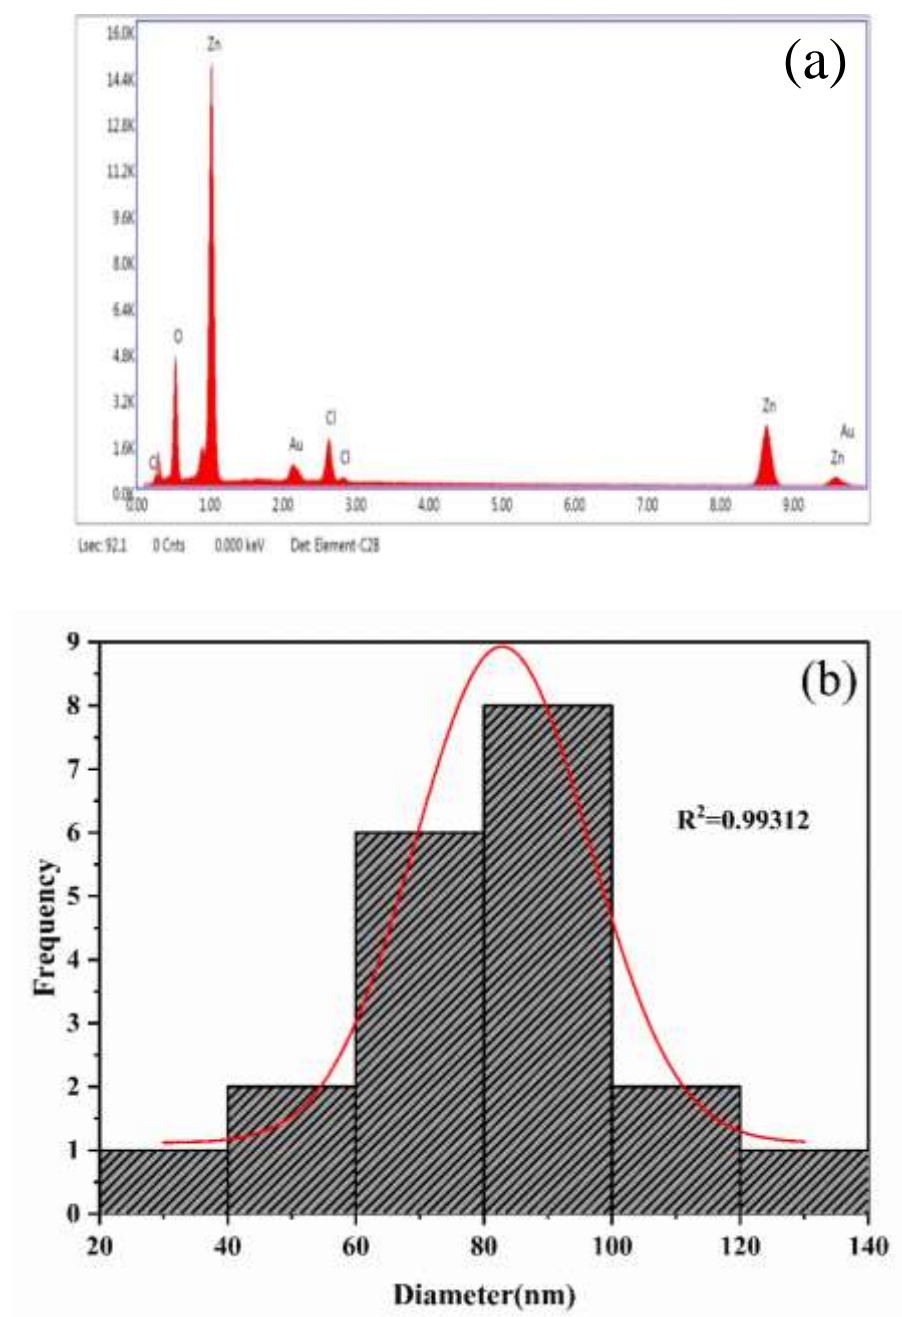 (a)
16.0K
Zn
14.4K
12.8K
11.2K
9.6K
8.0K
6.4K
O
4.8K
3.2K
Cl
Zn
Au
1.6K
Au
Cl
Zn
Cl
0.0K
0.00 1.00 2.00 3.00 4.00 5.00 6.00 7.00 8.00 9.00
Lsec: 92.1 0 Cnts 0.000 keV Det: Element-C2B
(b)
9
8
7
R²=0.99312
6
5
4
3
2
1
0
Frequency
20 40 60 80 100 120 140
Diameter(nm)